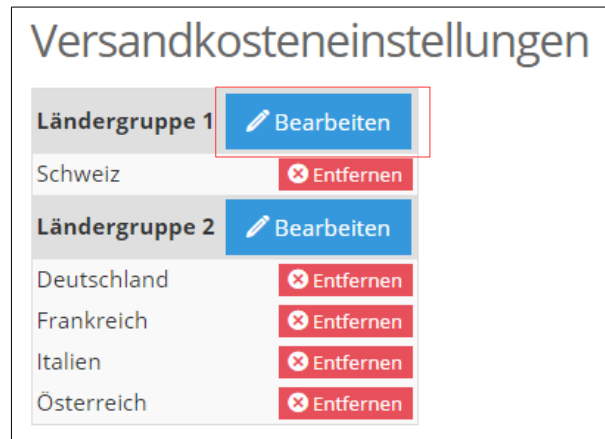 Versandkosteneinstellungen
Ländergruppe 1 Bearbeiten
Schweiz Entfernen
Ländergruppe 2 Bearbeiten
Deutschland Entfernen
Frankreich Entfernen
Italien Entfernen
Österreich Entfernen